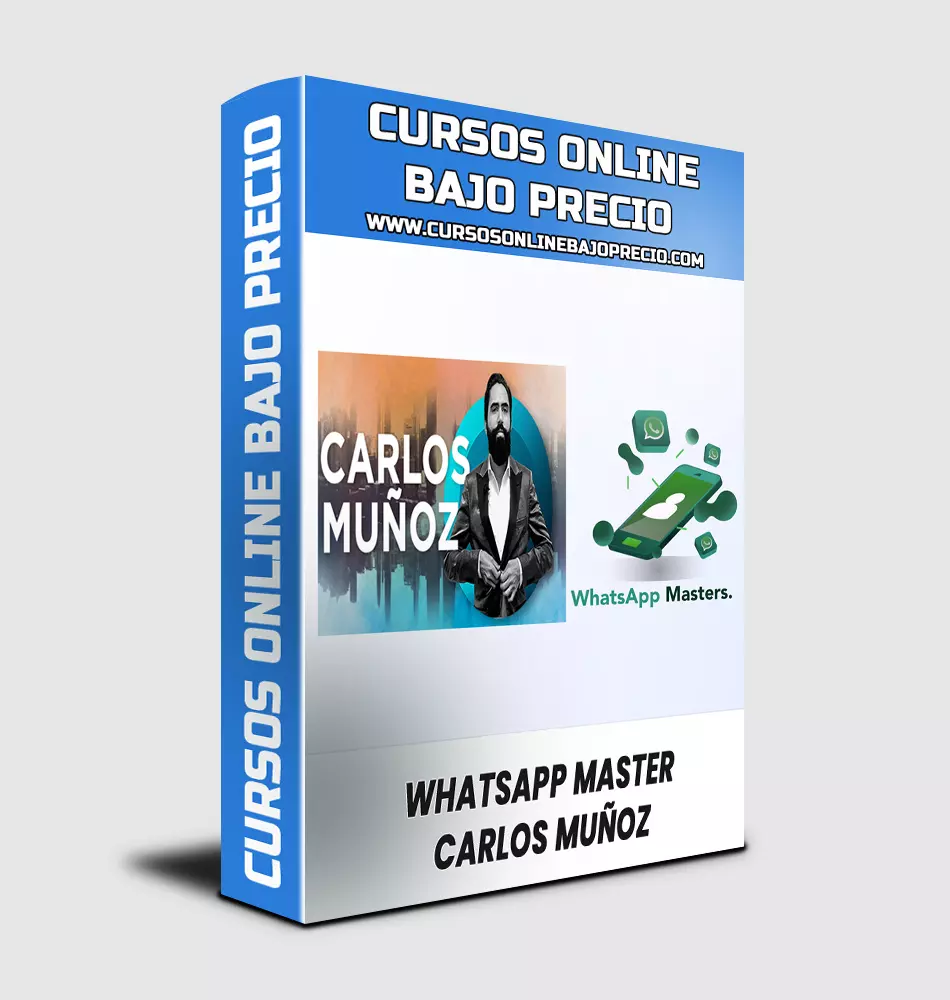 CURSOS ONLINE BAJO PRECIO
CURSOS ONLINE
BAJO PRECIO
WWW.CURSOSONLINEBAJOPRECIO.COM
CARLOS
MUÑOZ
WhatsApp Masters.
WHATSAPP MASTER
CARLOS MUÑOZ